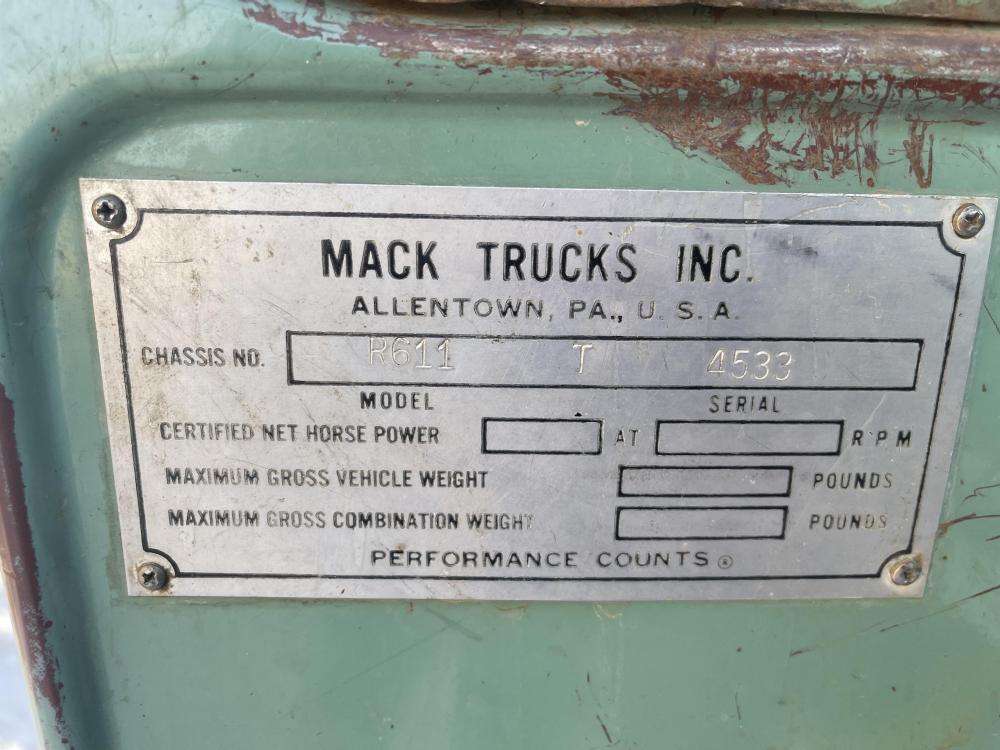 MACK TRUCKS INC.
ALLENTOWN, PA., U.S.A.
CHASSIS NO. R611 T 4533
MODEL SERIAL
CERTIFIED NET HORSE POWER AT RPM
MAXIMUM GROSS VEHICLE WEIGHT POUNDS
MAXIMUM GROSS COMBINATION WEIGHT POUNDS
PERFORMANCE COUNTS ®